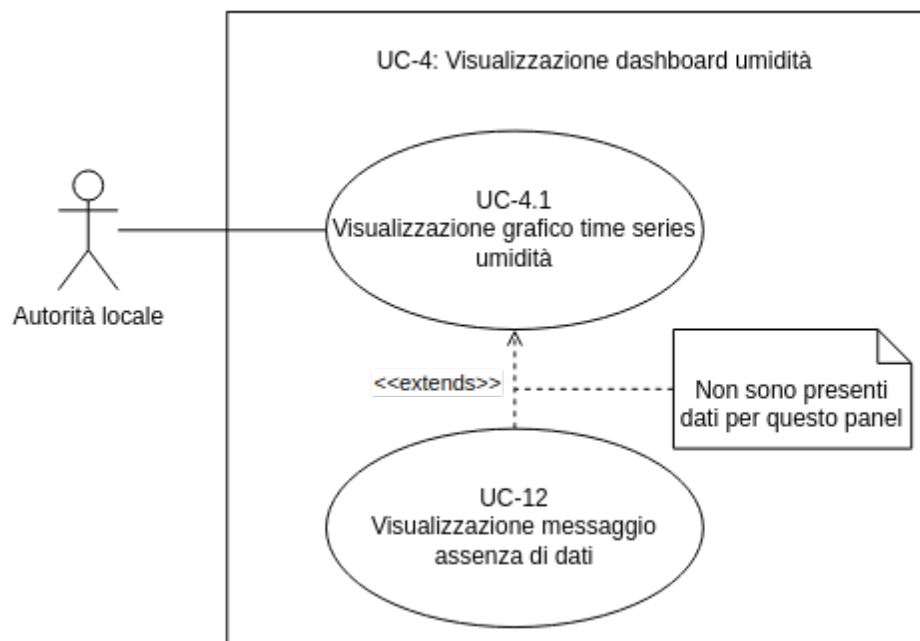 UC-4: Visualizzazione dashboard umidità
UC-4.1
Visualizzazione grafico time series
umidità
Autorità locale
<<extends>>
Non sono presenti
dati per questo panel
UC-12
Visualizzazione messaggio
assenza di dati